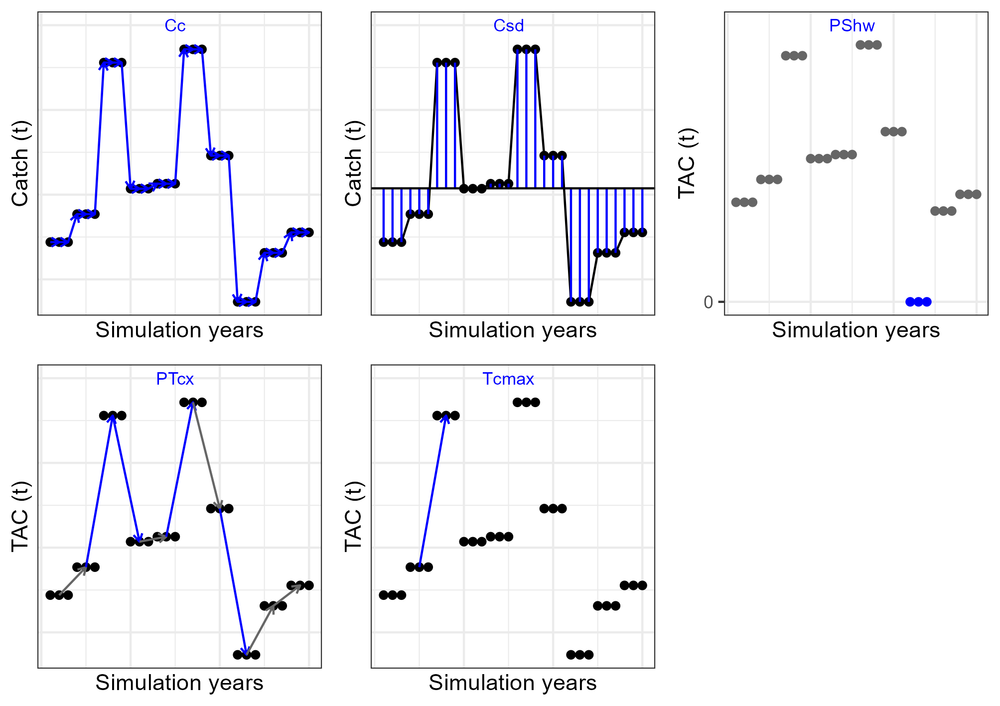 Cc
Catch (t)
Simulation years
Csd
Catch (t)
Simulation years
PShw
TAC (t)
0
Simulation years
PTcx
TAC (t)
Simulation years
Tcmax
TAC (t)
Simulation years